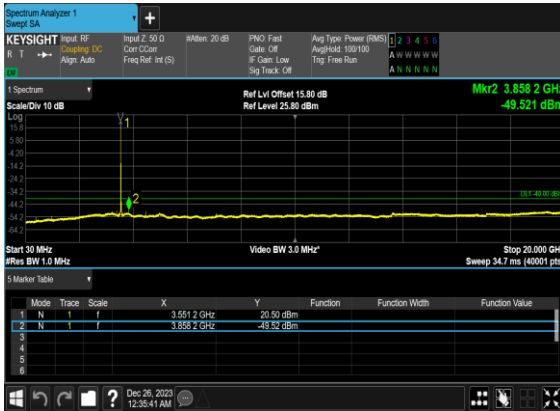 Spectrum Analyzer 1
Swept SA
KEYSIGHT Input: RF Input Z: 50 Ω #Atten: 20 dB PNO: Fast Avg Type: Power (RMS) 1 2 3 4 5 6
R T Coupling: DC Corr CCorr Gate: Off Avg|Hold: 100/100 A W W W W W
Align: Auto Freq Ref: Int (S) IF Gain: Low Trig: Free Run
Sig Track: Off A N N N N N
1 Spectrum Ref Lvl Offset 15.80 dB Mkr2 3.858 2 GHz
Scale/Div 10 dB Ref Level 25.80 dBm -49.521 dBm
Log
15.8 1
5.80
-4.20
-14.2
-24.2
-34.2 DL1 -40.00 dBm
-44.2 2
-54.2
-64.2
Start 30 MHz Video BW 3.0 MHz* Stop 20.000 GHz
#Res BW 1.0 MHz Sweep 34.7 ms (40001 pts)
5 Marker Table
Mode Trace Scale X Y Function Function Width Function Value
1 N 1 f 3.551 2 GHz 20.50 dBm
2 N 1 f 3.858 2 GHz -49.52 dBm
3
4
5
6
? Dec 26, 2023
12:35:41 AM